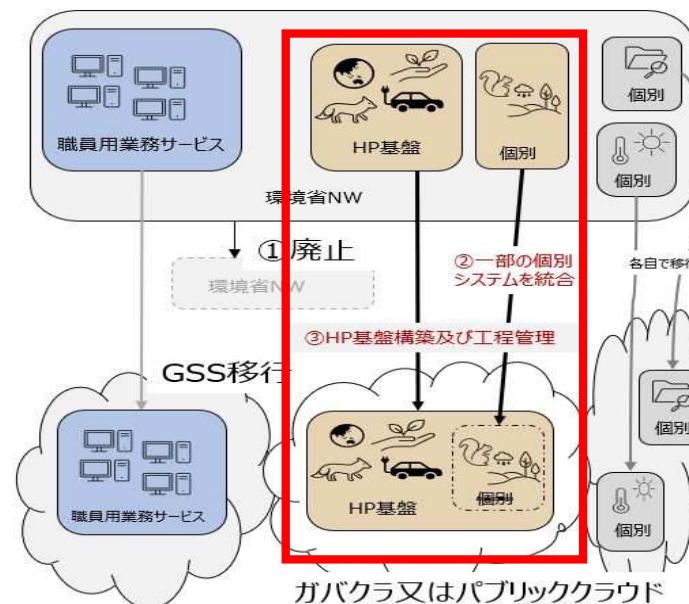 職員用業務サービス
HP基盤
個別
個別
個別
環境省NW
①廃止
環境省NW
②一部の個別
システムを統合
各自で移行
③HP基盤構築及び工程管理
GSS移行
職員用業務サービス
HP基盤
個別
個別
個別
ガバクラ又はパブリッククラウド